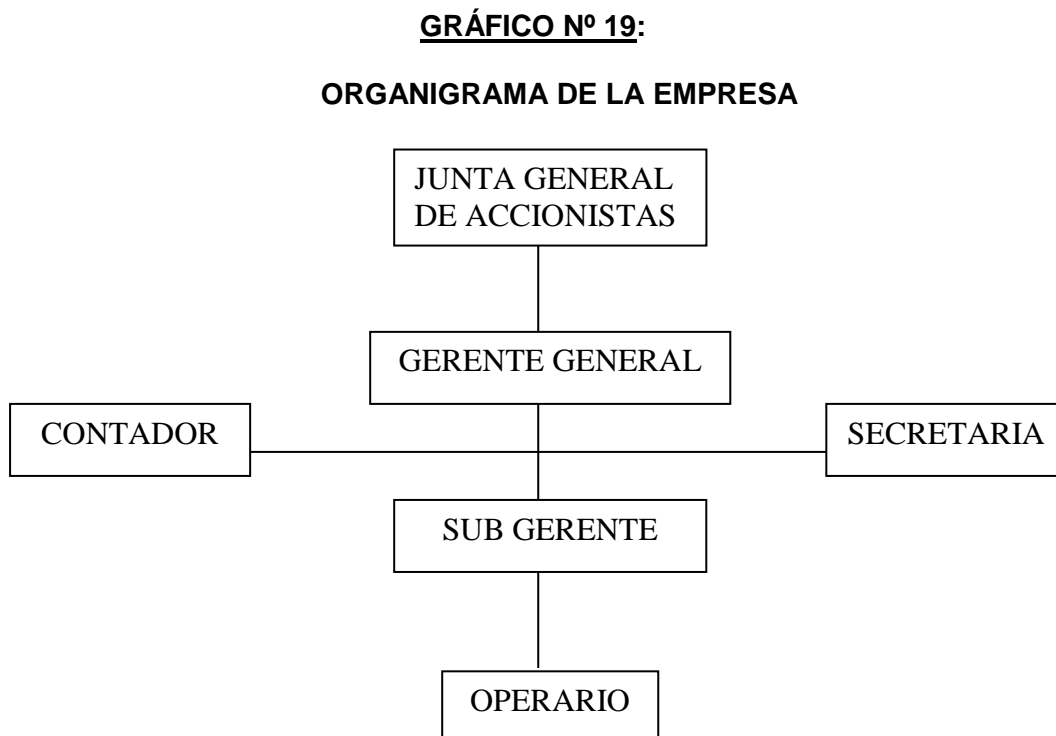 GRÁFICO Nº 19:
ORGANIGRAMA DE LA EMPRESA
JUNTA GENERAL
DE ACCIONISTAS
GERENTE GENERAL
CONTADOR
SECRETARIA
SUB GERENTE
OPERARIO